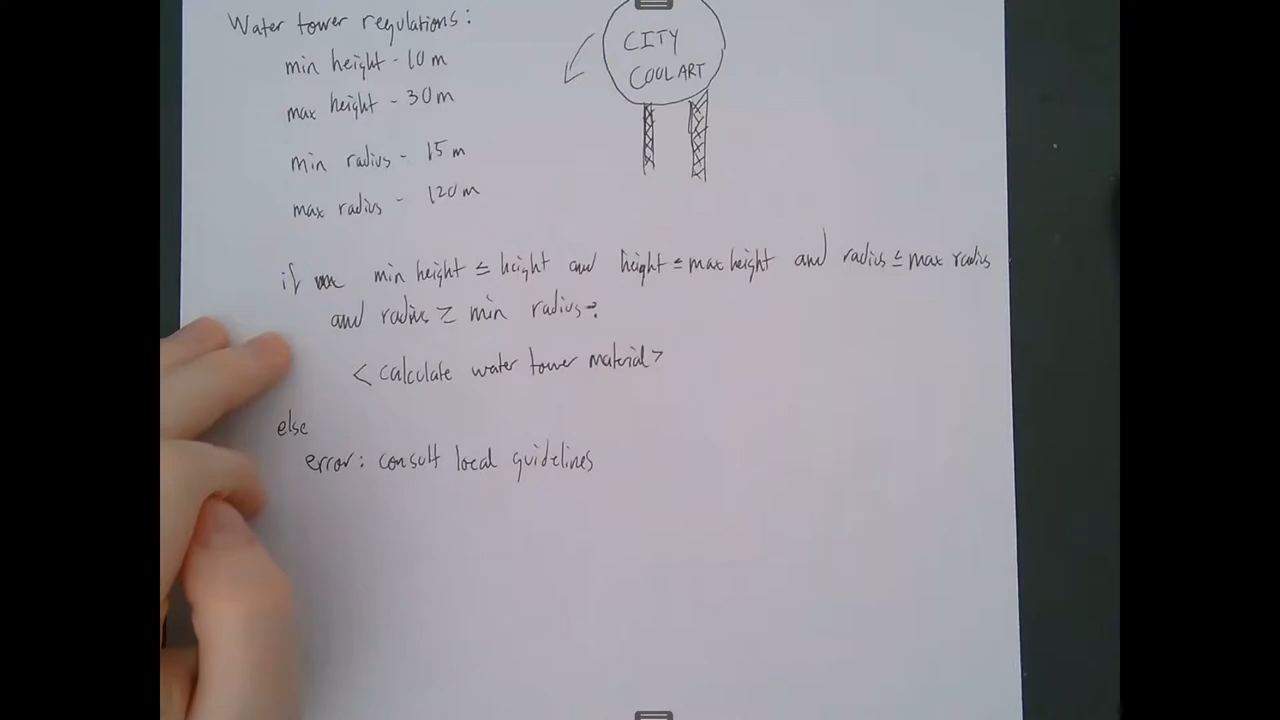 Water tower regulations:
min height - 10 m
max height - 30 m
min radius - 15 m
max radius - 120 m
CITY
COOLART
if min height ≤ height and height ≤ max height and radius ≤ max radius
and radius ≥ min radius:
<calculate water tower material>
else
error: consult local guidelines